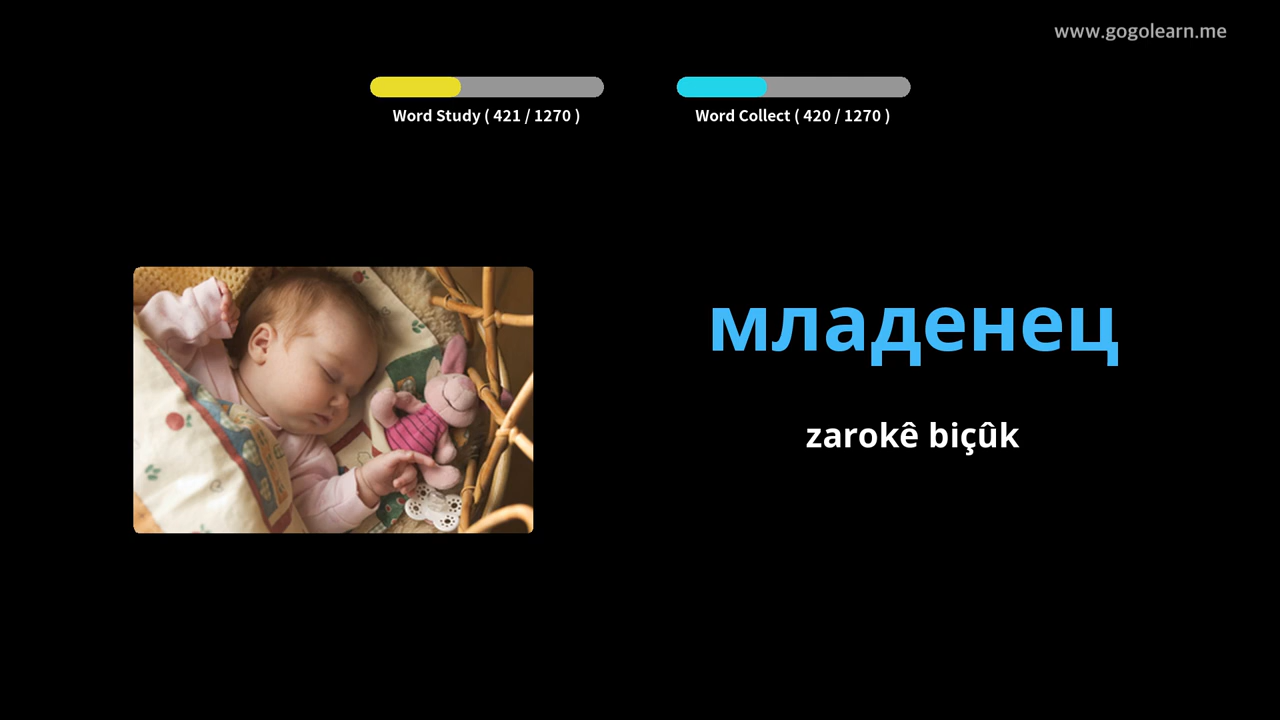 www.gogolearn.me
Word Study ( 421 / 1270 )
Word Collect ( 420 / 1270 )
младенец
zarokê biçûk